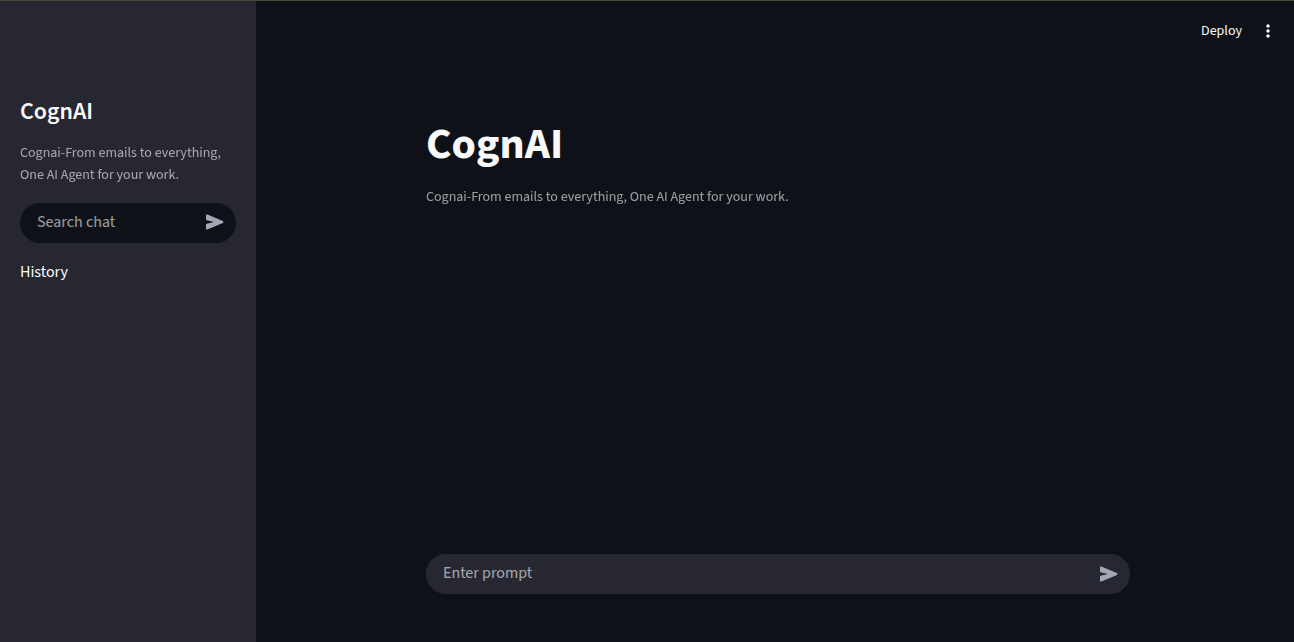 Deploy
CognAI
Cognai-From emails to everything,
One AI Agent for your work.
Search chat
History
CognAI
Cognai-From emails to everything, One AI Agent for your work.
Enter prompt